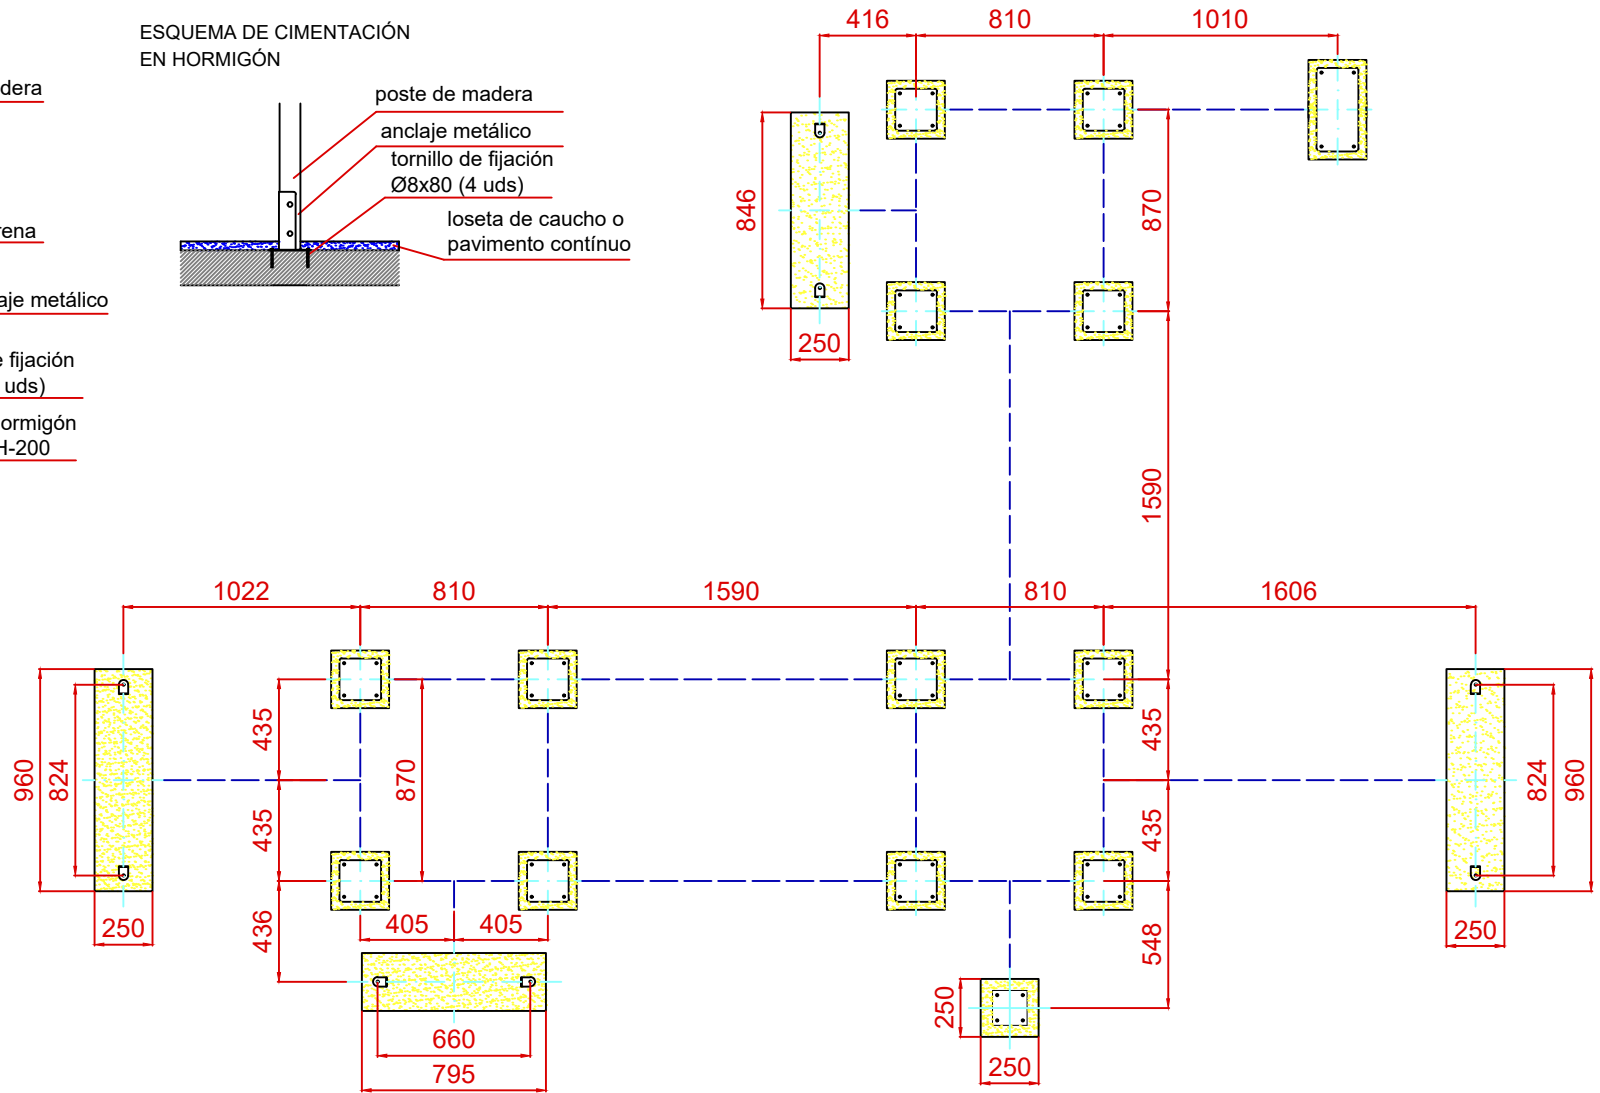 ESQUEMA DE CIMENTACIÓN
EN HORMIGÓN
dera
poste de madera
anclaje metálico
tornillo de fijación
Ø8x80 (4 uds)
loseta de caucho o
pavimento contínuo
rena
aje metálico
e fijación
uds)
ormigón
H-200
416
810
1010
846
870
250
1590
1022
810
1590
810
1606
435
870
435
960
824
824
960
435
435
250
436
405
405
548
250
250
660
795
250